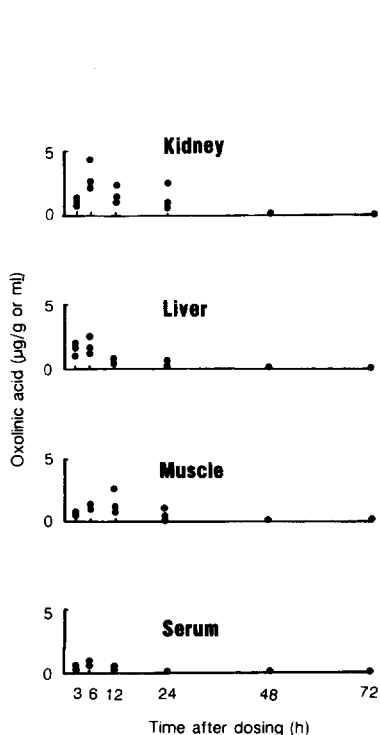 Kidney
5
0
Liver
5
0
Oxolinic acid (µg/g or ml)
Muscle
5
0
Serum
5
0
3 6 12 24 48 72
Time after dosing (h)